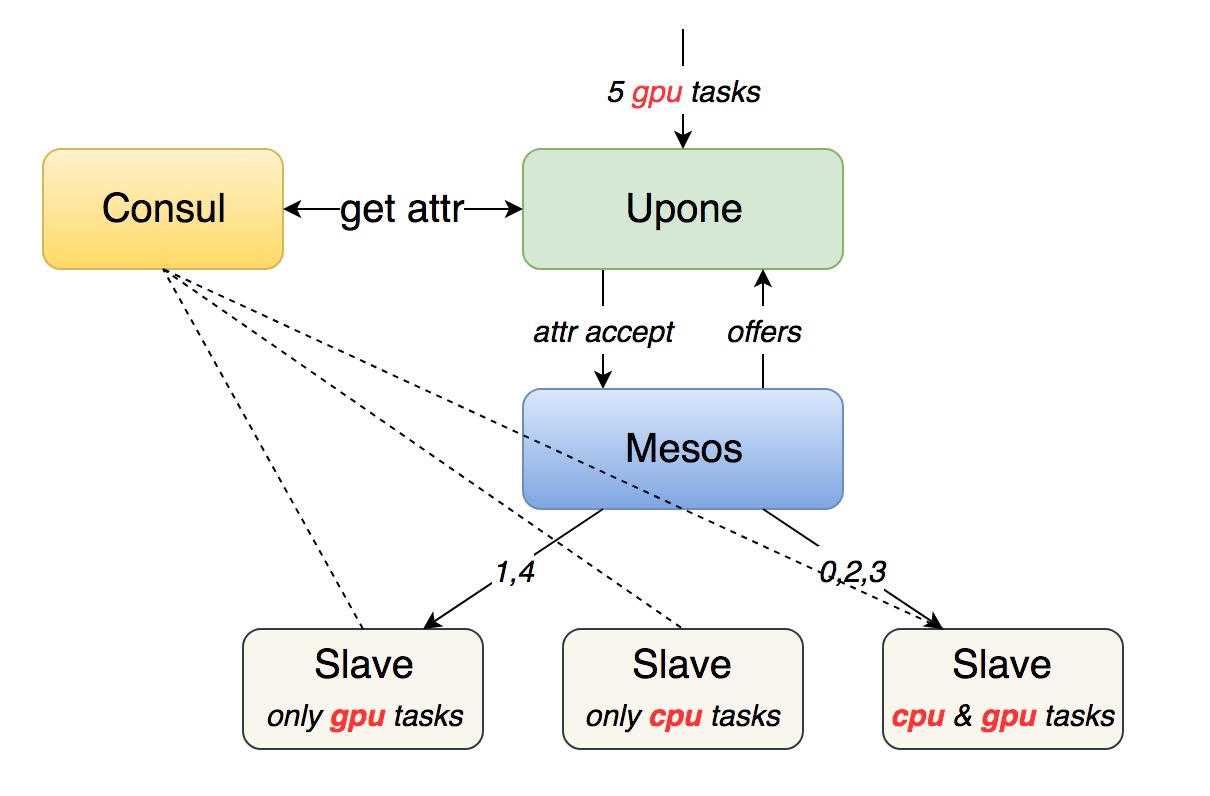 5 gpu tasks
Consul
get attr
Upone
attr accept
offers
Mesos
1,4
0,2,3
Slave
only gpu tasks
Slave
only cpu tasks
Slave
cpu & gpu tasks